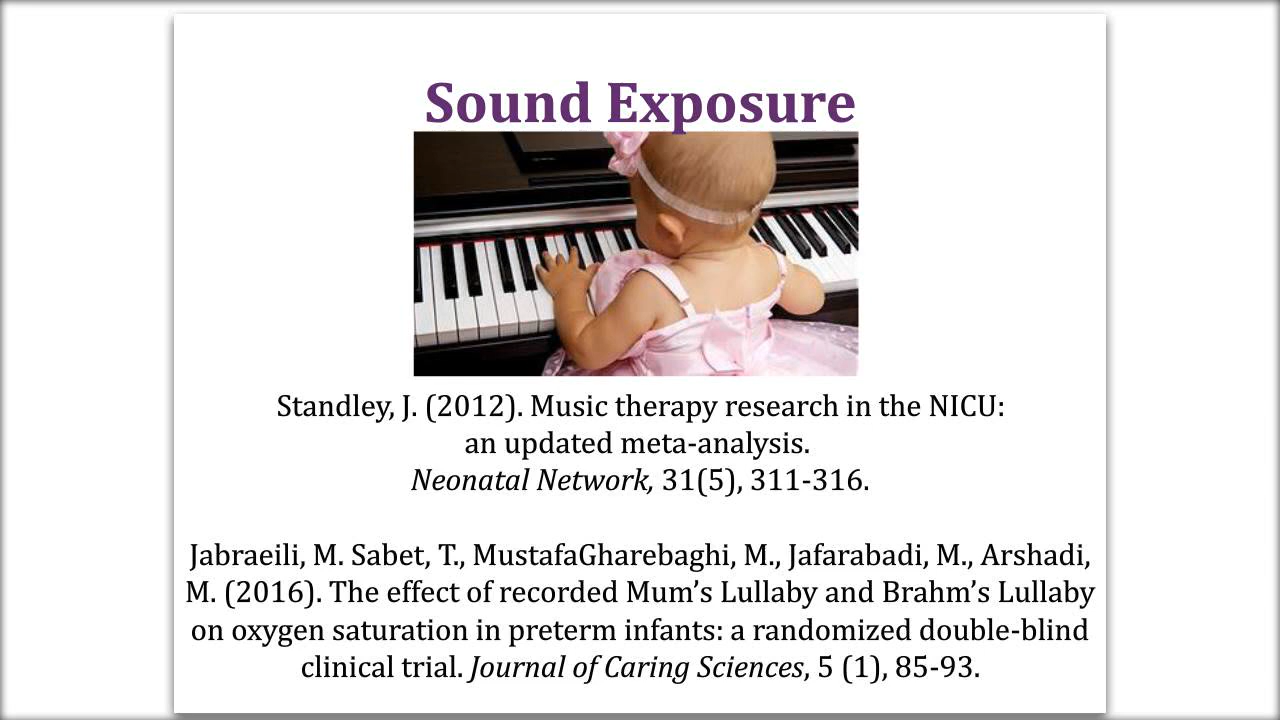 Sound Exposure
Standley, J. (2012). Music therapy research in the NICU:
an updated meta-analysis.
Neonatal Network, 31(5), 311-316.
Jabraeili, M. Sabet, T., MustafaGharebaghi, M., Jafarabadi, M., Arshadi,
M. (2016). The effect of recorded Mum’s Lullaby and Brahm’s Lullaby
on oxygen saturation in preterm infants: a randomized double-blind
clinical trial. Journal of Caring Sciences, 5 (1), 85-93.